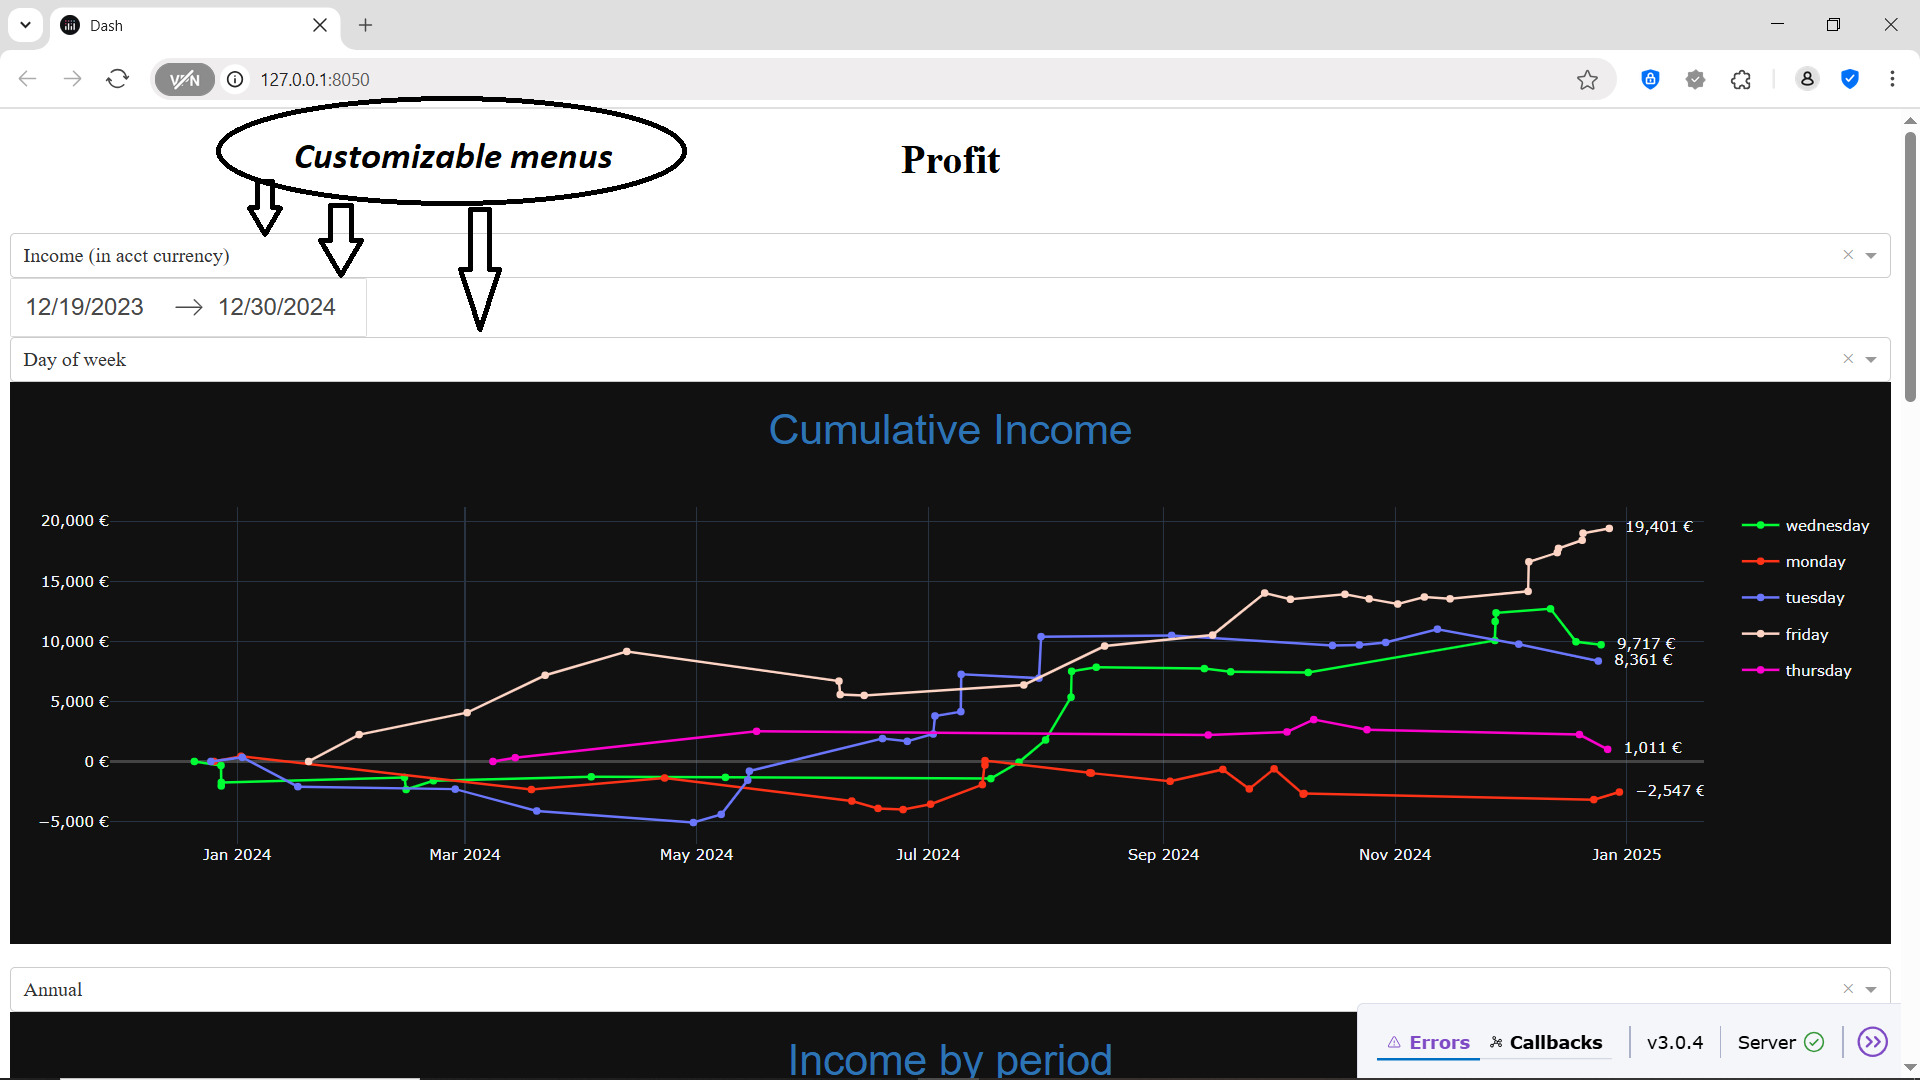 Dash
VPN
127.0.0.1:8050
Customizable menus
Profit
Income (in acct currency)
12/19/2023 → 12/30/2024
Day of week
Cumulative Income
20,000 €
15,000 €
10,000 €
5,000 €
0 €
−5,000 €
19,401 €
9,717 €
8,361 €
1,011 €
−2,547 €
Jan 2024 Mar 2024 May 2024 Jul 2024 Sep 2024 Nov 2024 Jan 2025
wednesday
monday
tuesday
friday
thursday
Annual
Income by period
Errors Callbacks v3.0.4 Server